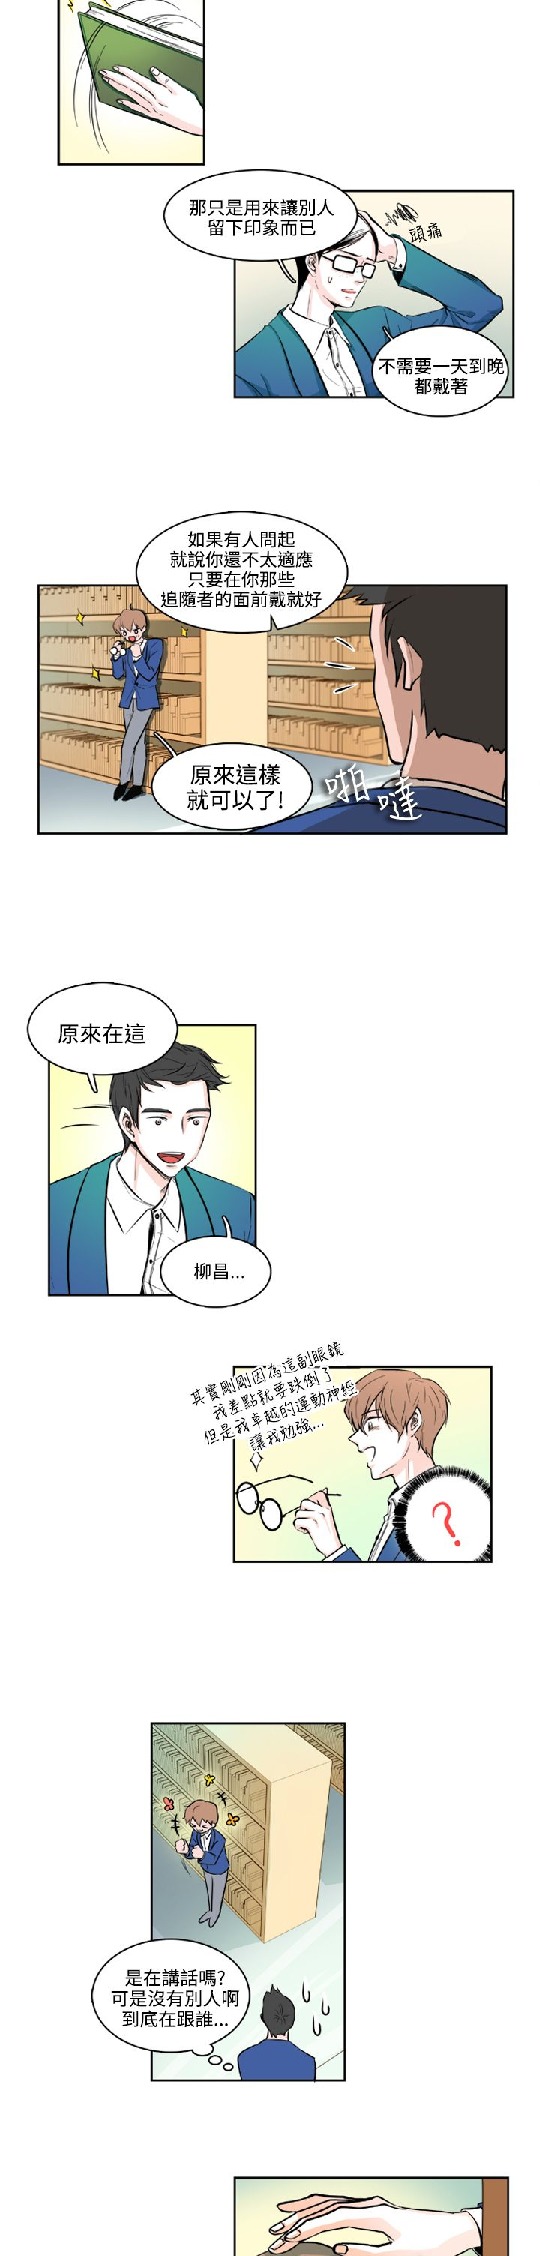 那只是用來讓別人
留下印象而已
頭痛
不需要一天到晚
都戴著
如果有人問起
就說你還不太適應
只要在你那些
追隨者的面前戴就好
原來這樣
就可以了!
啪
噠
原來在這
柳昌...
其實剛剛因為這副眼鏡
我差點就要跌倒了
但是我卓越的運動神經
讓我勉強...
?
是在講話嗎?
可是沒有別人啊
到底在跟誰...